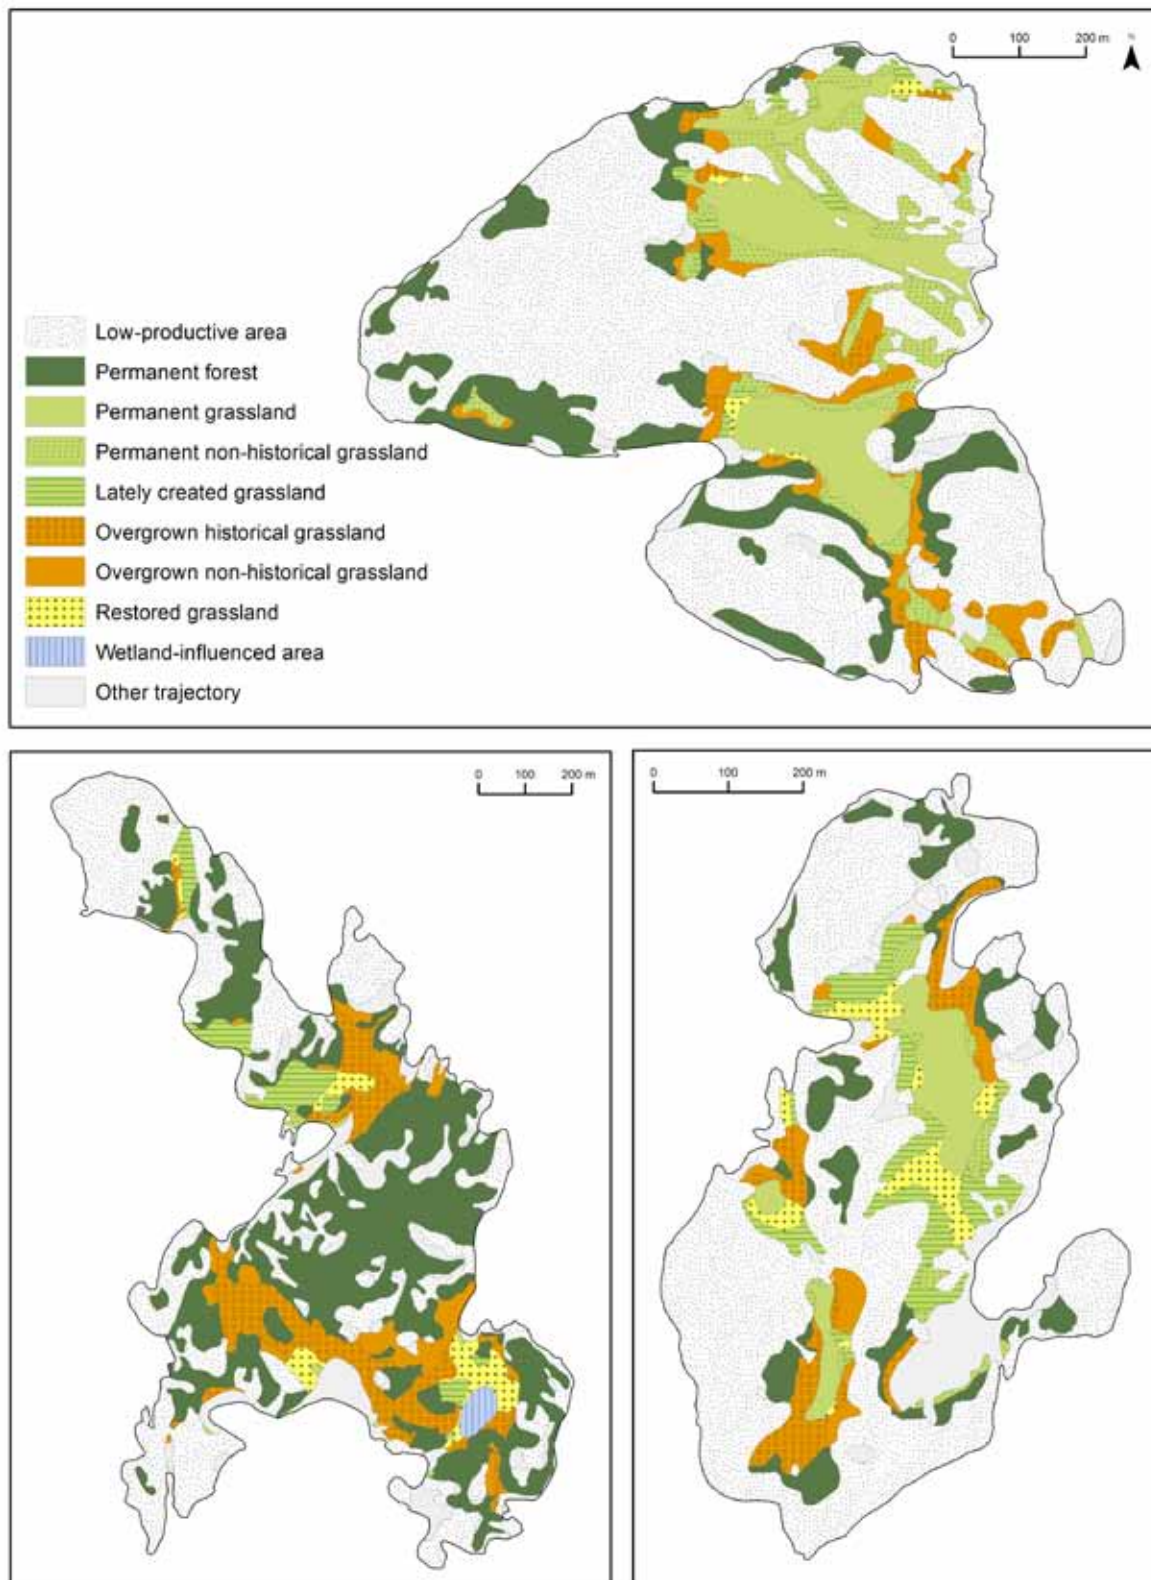 0 100 200 m
Low-productive area
Permanent forest
Permanent grassland
Permanent non-historical grassland
Lately created grassland
Overgrown historical grassland
Overgrown non-historical grassland
Restored grassland
Wetland-influenced area
Other trajectory
0 100 200 m
0 100 200 m